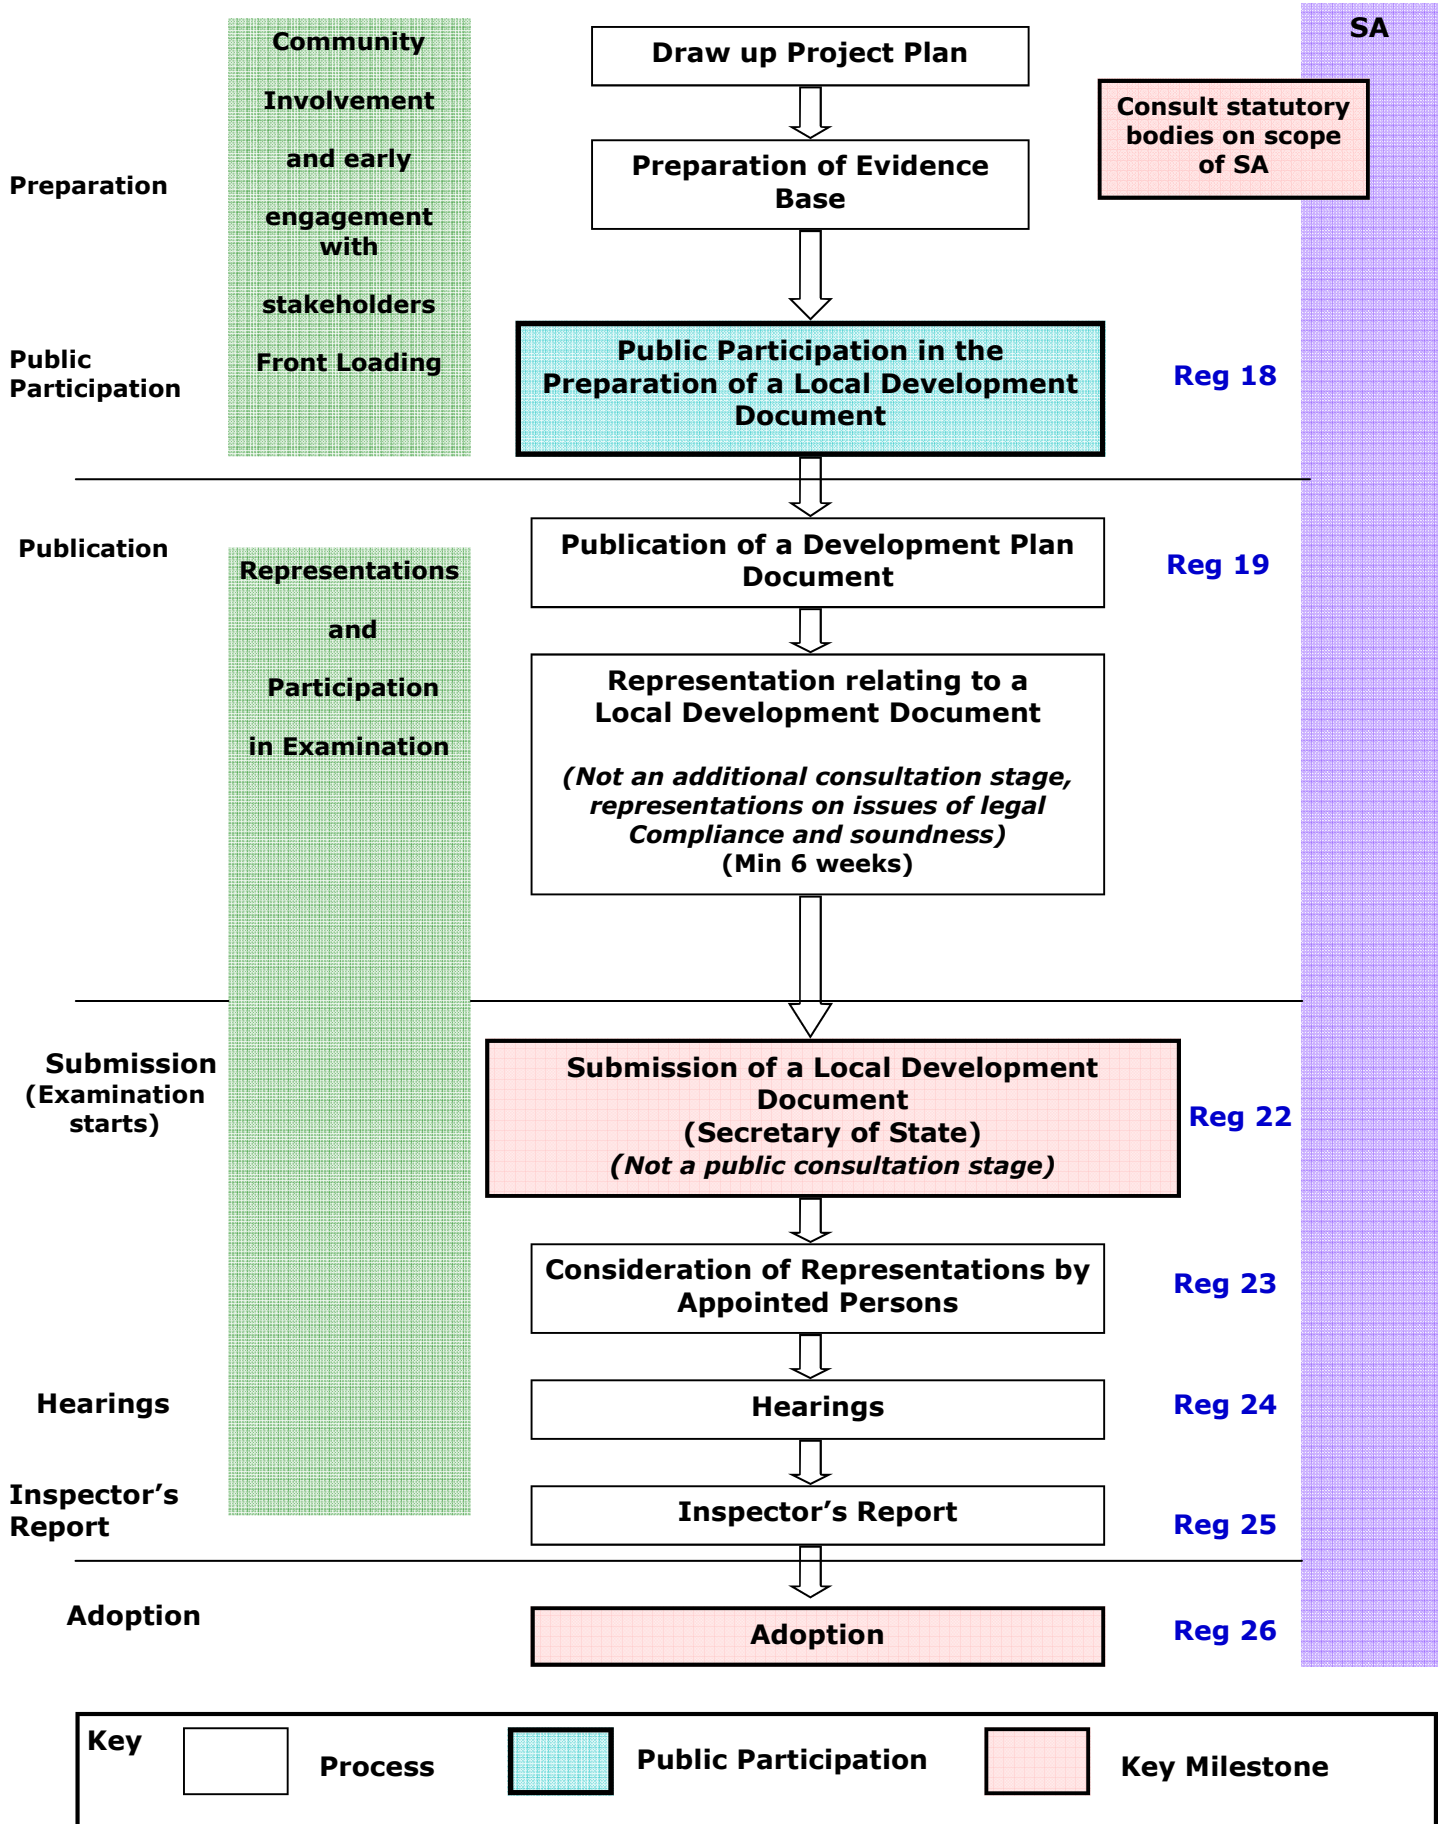 SA
Community
Involvement
and early
engagement
with
stakeholders
Front Loading
Draw up Project Plan
Consult statutory
bodies on scope
of SA
Preparation
Preparation of Evidence
Base
Public
Participation
Public Participation in the
Preparation of a Local Development
Document
Reg 18
Publication
Publication of a Development Plan
Document
Reg 19
Representations
and
Participation
in Examination
Representation relating to a
Local Development Document
(Not an additional consultation stage,
representations on issues of legal
Compliance and soundness)
(Min 6 weeks)
Submission
(Examination
starts)
Submission of a Local Development
Document
(Secretary of State)
(Not a public consultation stage)
Reg 22
Consideration of Representations by
Appointed Persons
Reg 23
Hearings
Hearings
Reg 24
Inspector’s
Report
Inspector’s Report
Reg 25
Adoption
Adoption
Reg 26
Key
Process
Public Participation
Key Milestone